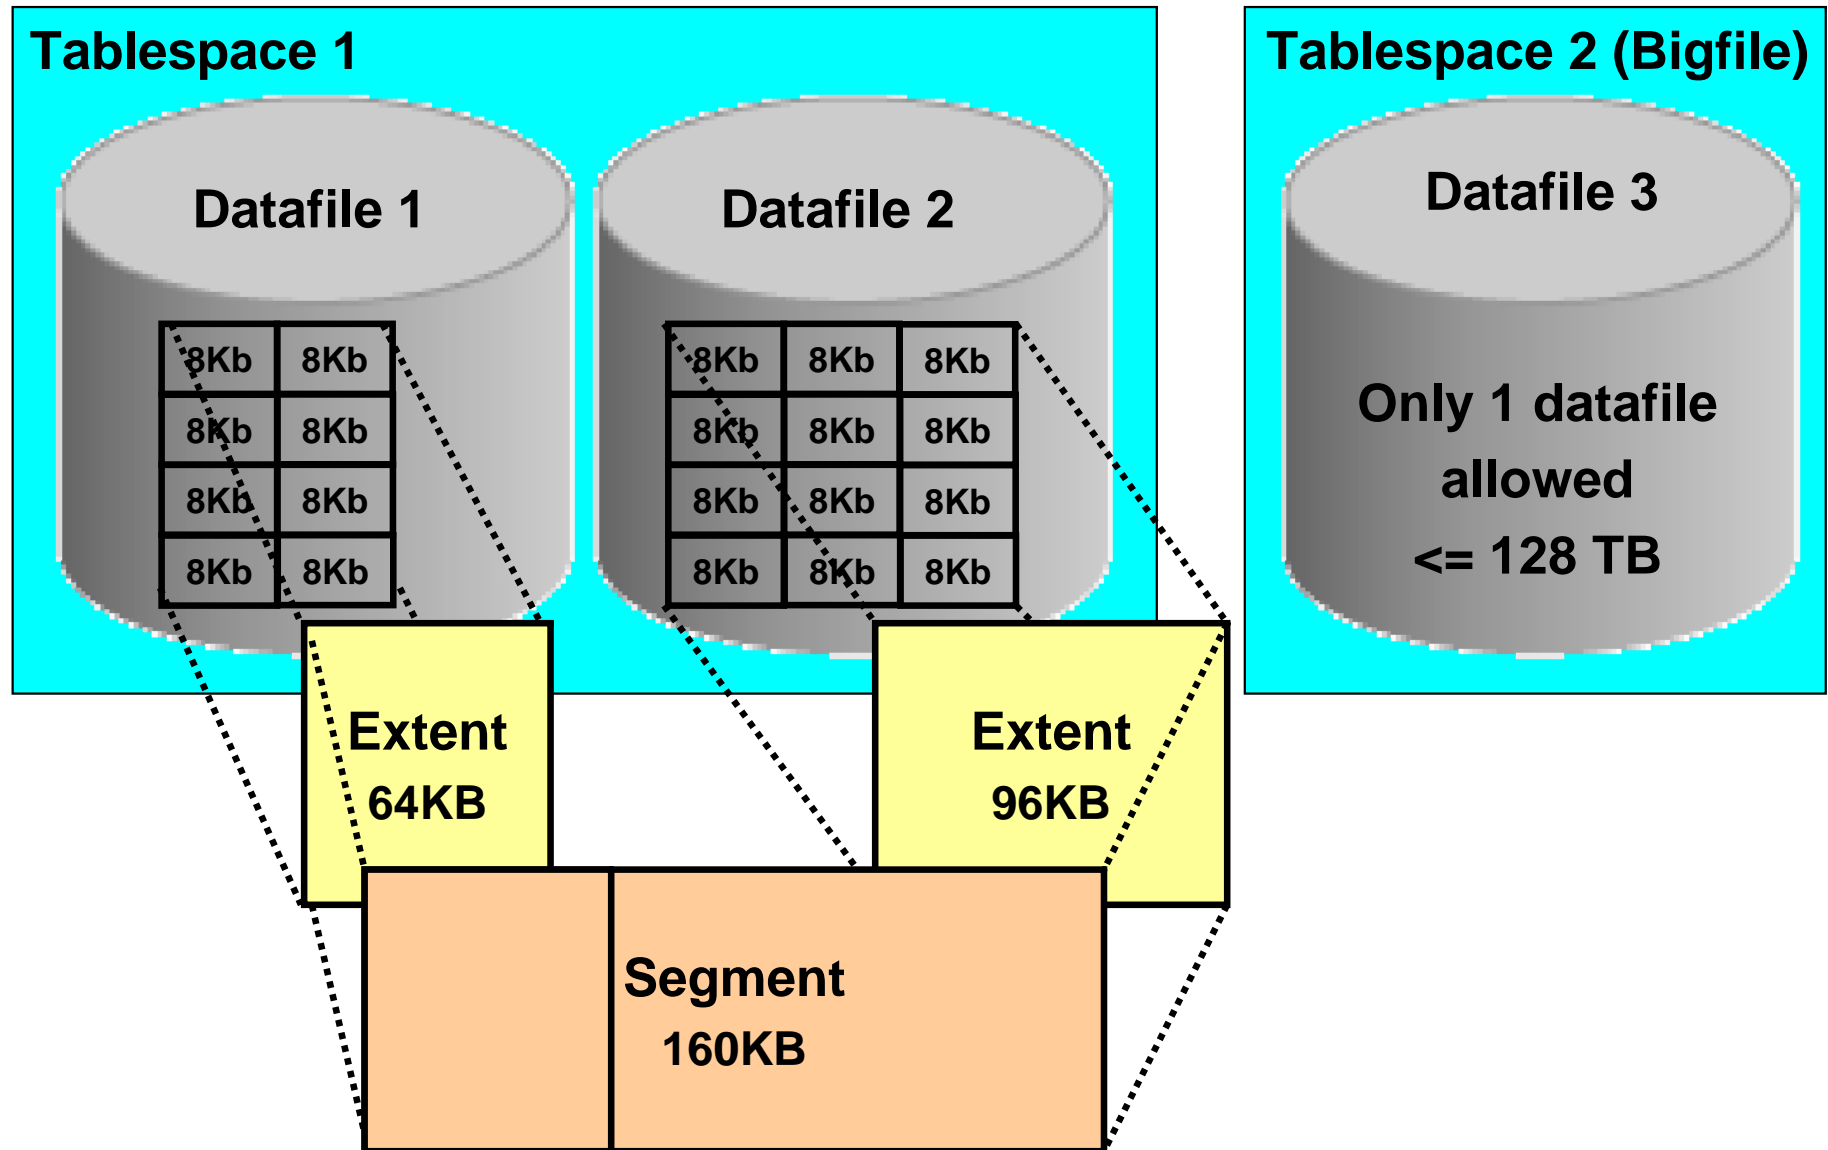 Tablespace 1
Datafile 1
8Kb 8Kb
8Kb 8Kb
8Kb 8Kb
8Kb 8Kb
Datafile 2
8Kb 8Kb 8Kb
8Kb 8Kb 8Kb
8Kb 8Kb 8Kb
8Kb 8Kb 8Kb
Tablespace 2 (Bigfile)
Datafile 3
Only 1 datafile
allowed
<= 128 TB
Extent
64KB
Extent
96KB
Segment
160KB